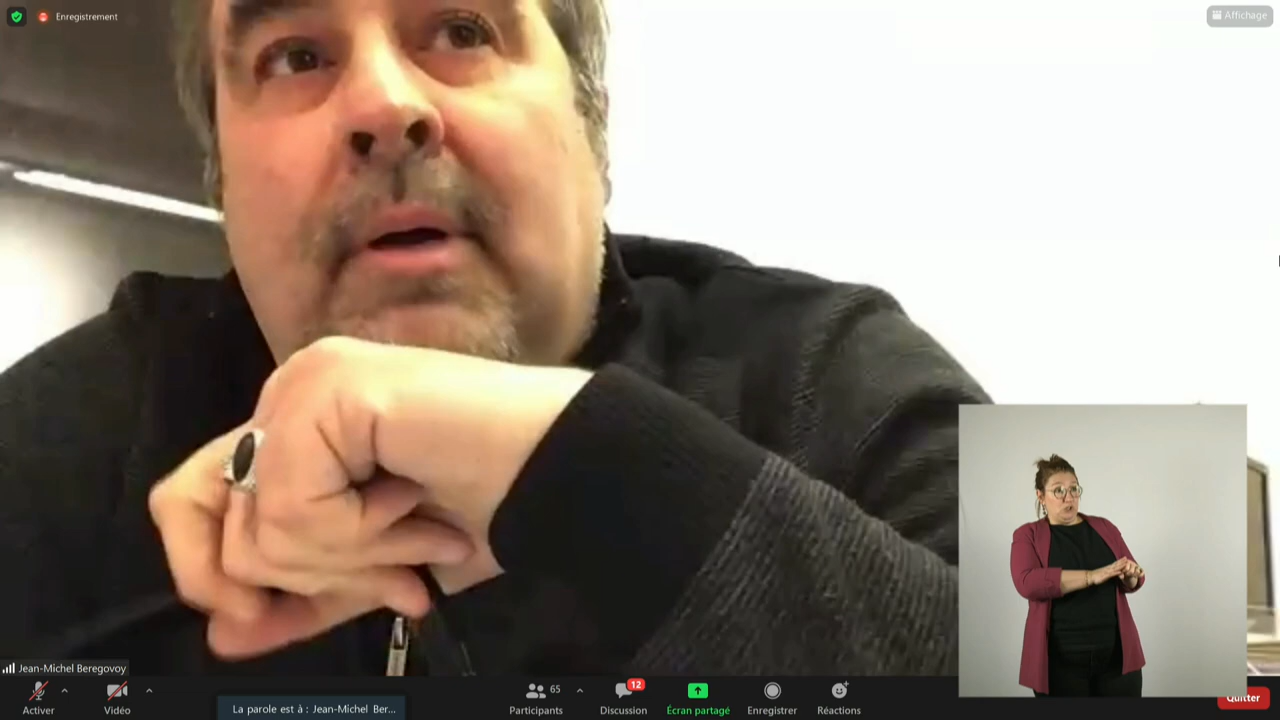 Enregistrement
Affichage
Jean-Michel Beregovoy
La parole est à : Jean-Michel Ber...
Activer
Vidéo
65
Participants
12
Discussion
Écran partagé
Enregistrer
Réactions
Quitter